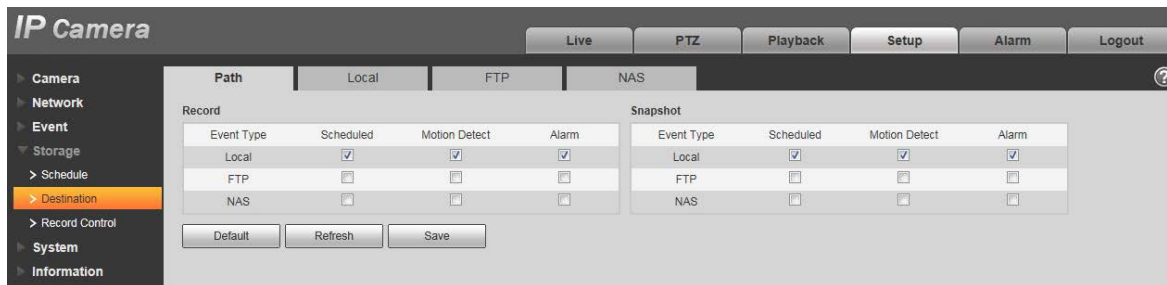 IP Camera
Live PTZ Playback Setup Alarm Logout
Camera
Network
Event
Storage
> Schedule
> Destination
> Record Control
System
Information
Path Local FTP NAS
?
Record
Event Type Scheduled Motion Detect Alarm
Local
FTP
NAS
Snapshot
Event Type Scheduled Motion Detect Alarm
Local
FTP
NAS
Default Refresh Save